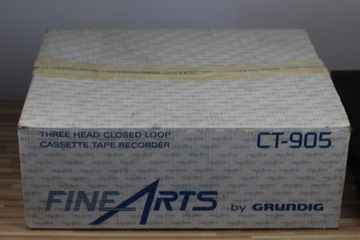 THREE HEAD CLOSED LOOP
CASSETTE TAPE RECORDER
CT-905
FINEARTS by GRUNDIG